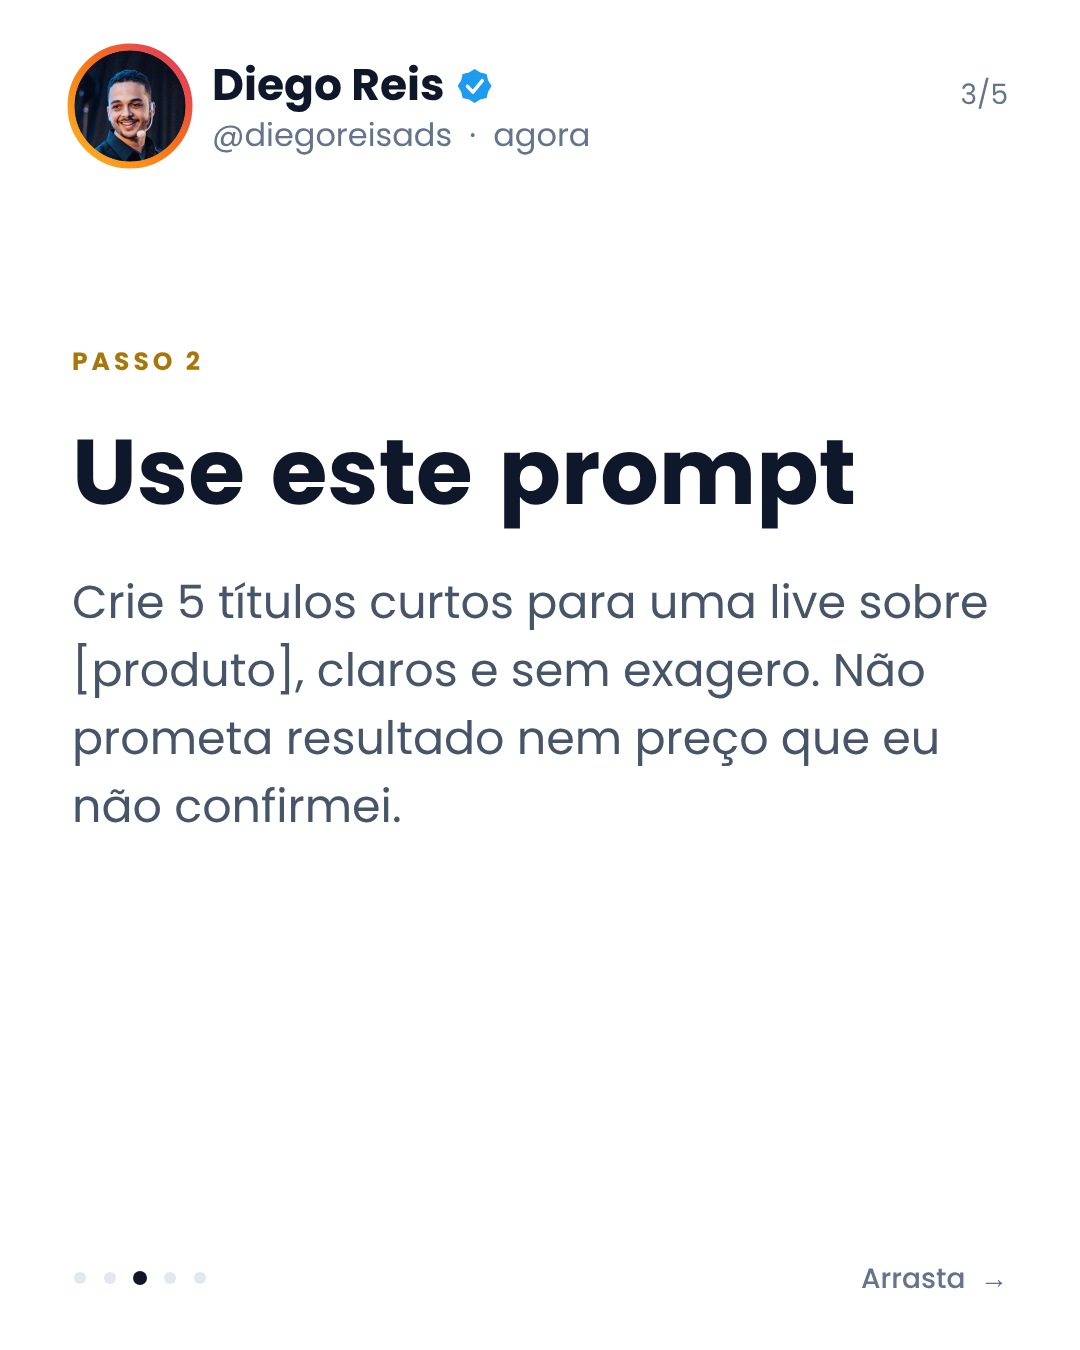 Diego Reis
@diegoreisads · agora
3/5
PASSO 2
Use este prompt
Crie 5 títulos curtos para uma live sobre
[produto], claros e sem exagero. Não
prometa resultado nem preço que eu
não confirmei.
Arrasta →